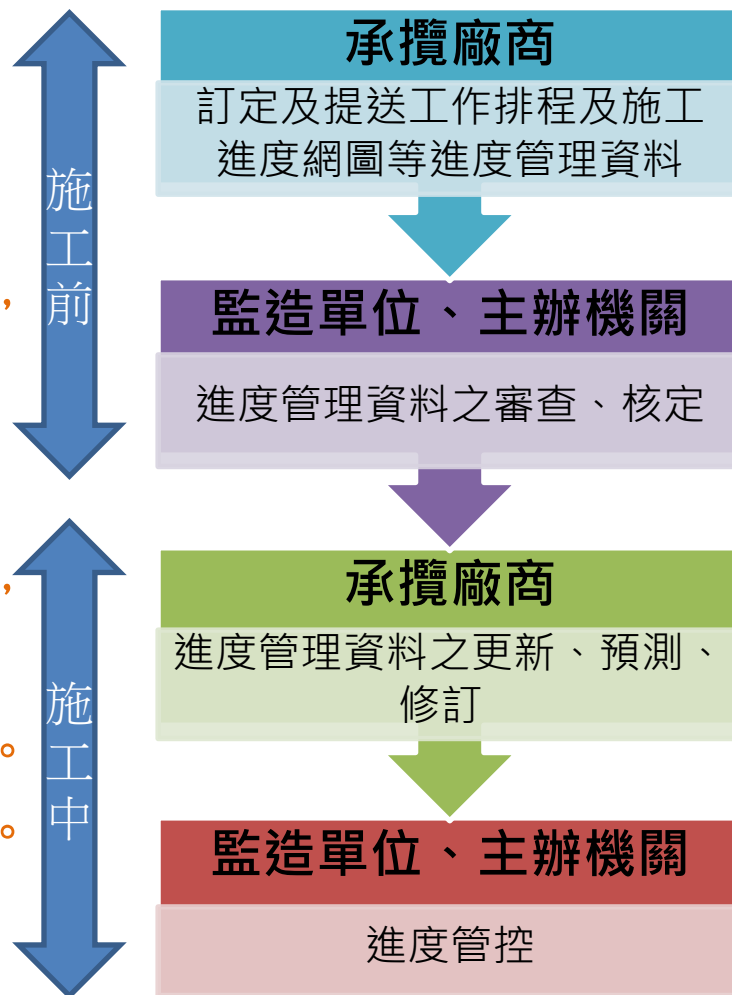 施工前
承攬廠商
訂定及提送工作排程及施工
進度網圖等進度管理資料
，
監造單位、主辦機關
進度管理資料之審查、核定
施工中
，
承攬廠商
進度管理資料之更新、預測、
修訂
。
。
監造單位、主辦機關
進度管控